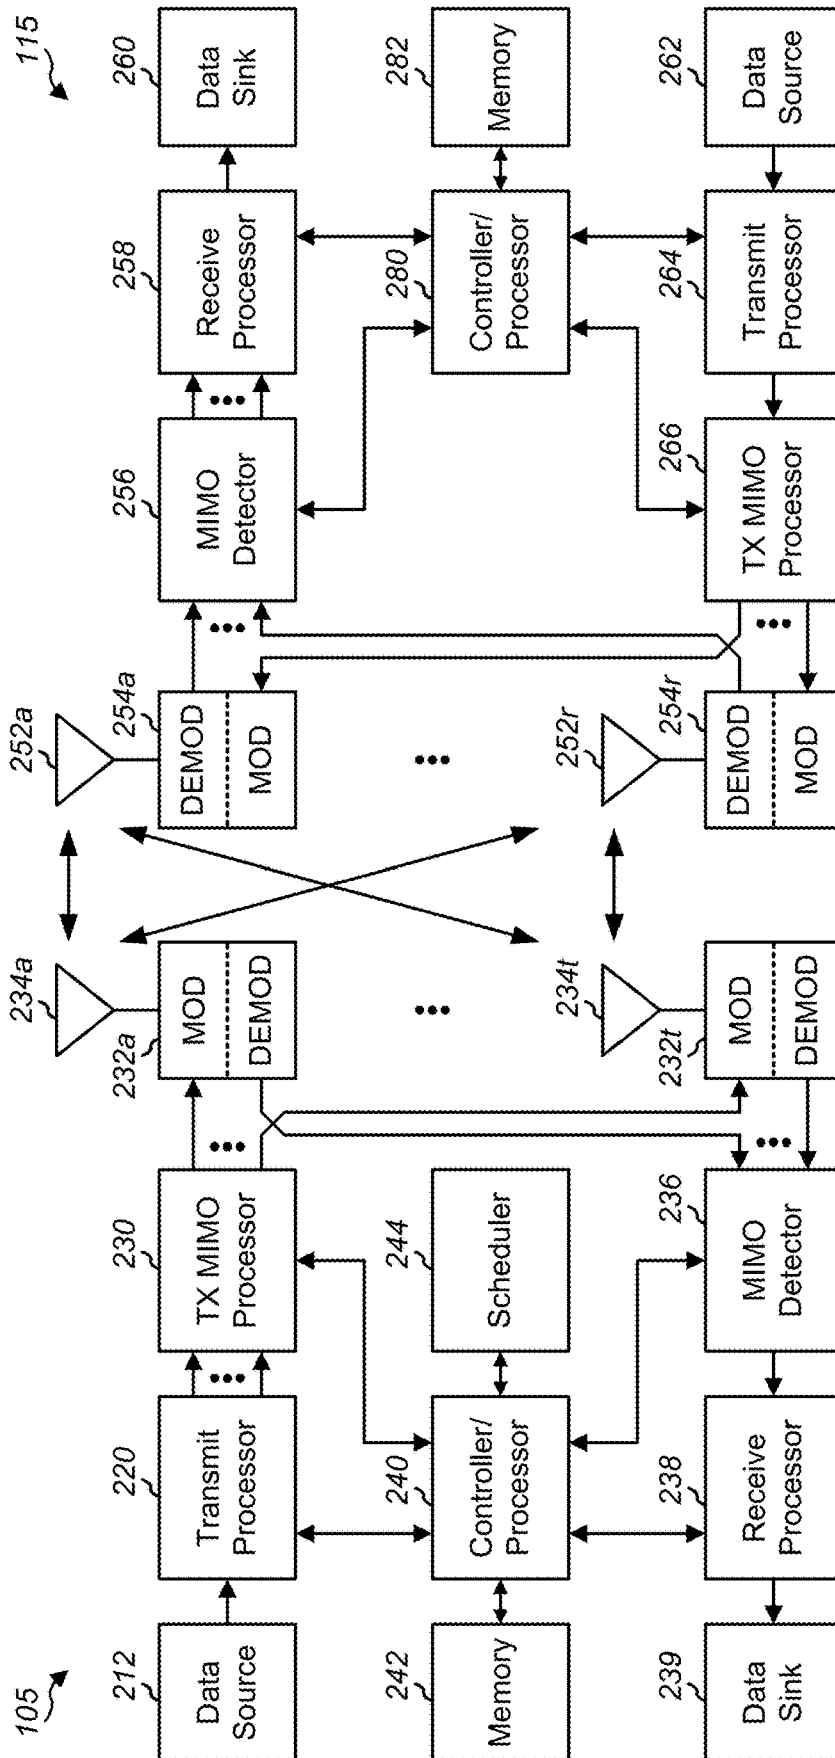 105
115
212
220
230
232a
234a
252a
254a
256
258
260
Data
Source
Transmit
Processor
TX MIMO
Processor
MOD
DEMOD
DEMOD
MOD
MIMO
Detector
Receive
Processor
Data
Sink
242
240
244
280
282
Memory
Controller/
Processor
Scheduler
Controller/
Processor
Memory
239
238
236
232t
234t
252r
254r
266
264
262
Data
Sink
Receive
Processor
MIMO
Detector
MOD
DEMOD
DEMOD
MOD
TX MIMO
Processor
Transmit
Processor
Data
Source